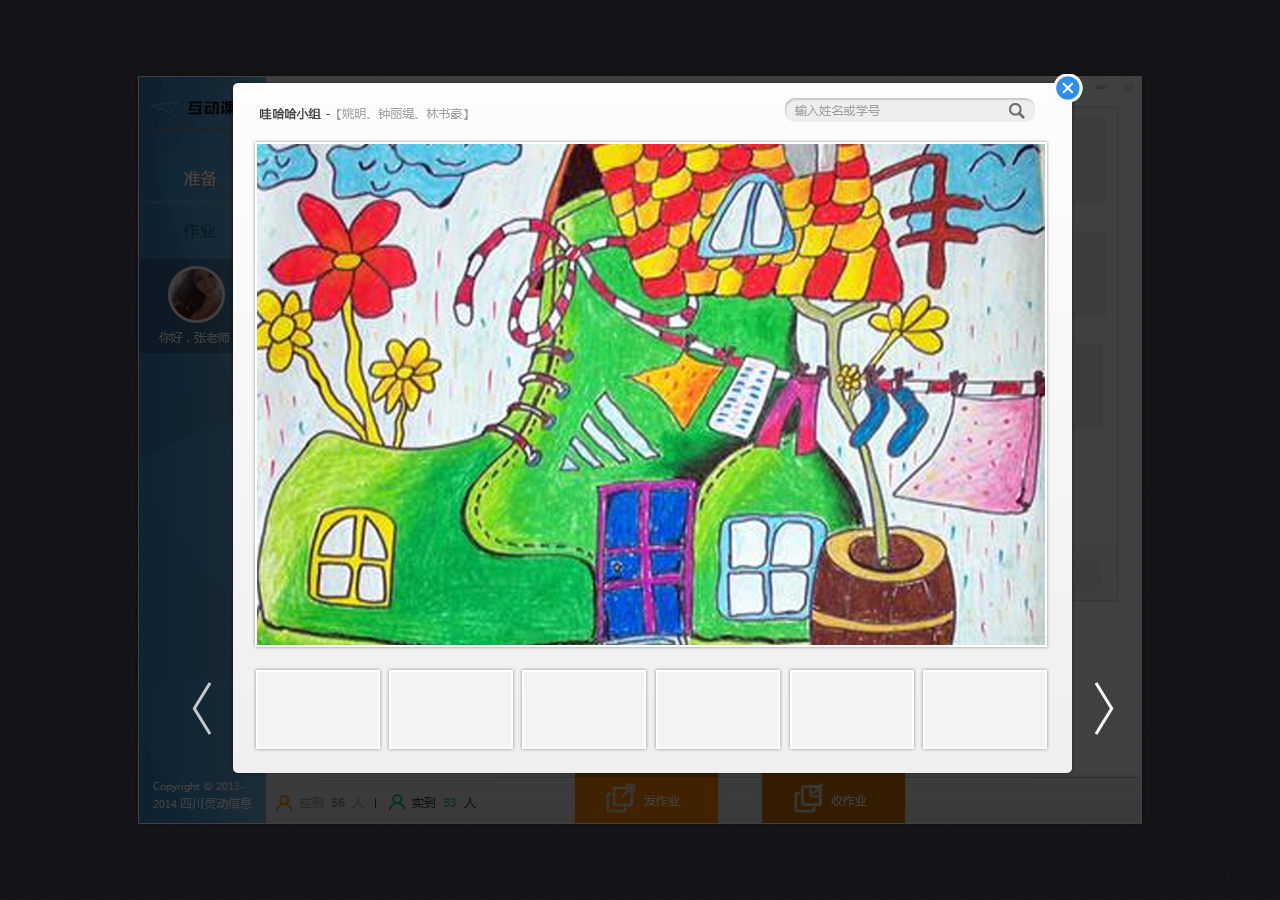 互动课
哇哈哈小组 -【姚明、钟丽缇、林书豪】
输入姓名或学号
准备
作业
你好，张老师
Copyright © 2013-
2014 四川灵动信息
应到 56 人 | 实到 53 人
发作业
收作业